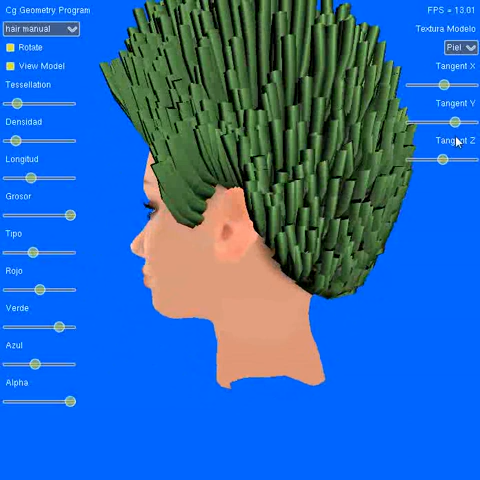 Cg Geometry Program
FPS = 13.01
hair manual
Textura Modelo
Rotate
Piel
View Model
Tangent X
Tessellation
Tangent Y
Densidad
Tangent Z
Longitud
Grosor
Tipo
Rojo
Verde
Azul
Alpha